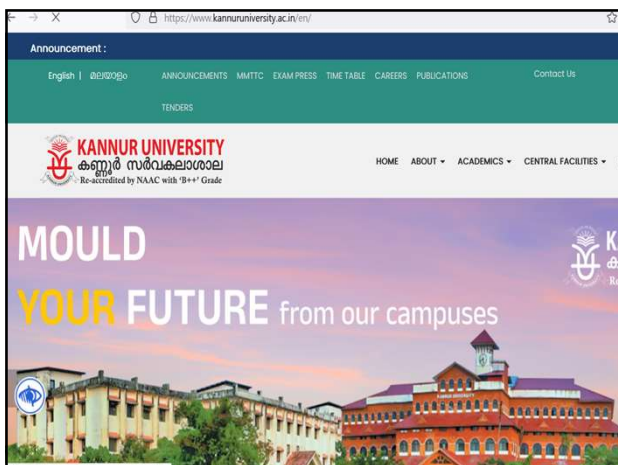 https://www.kannuruniversity.ac.in/en/
Announcement :
English | മലയാളം ANNOUNCEMENTS MMTTC EXAM PRESS TIME TABLE CAREERS PUBLICATIONS Contact Us
TENDERS
KANNUR UNIVERSITY
കണ്ണൂർ സർവകലാശാല
Re-accredited by NAAC with 'B++' Grade
HOME ABOUT ACADEMICS CENTRAL FACILITIES
MOULD
YOUR FUTURE from our campuses
KANNUR UNIVERSITY